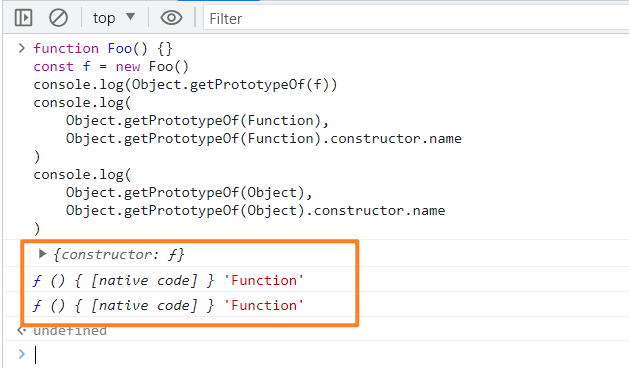 top ▼ Filter
> function Foo() {}
const f = new Foo()
console.log(Object.getPrototypeOf(f))
console.log(
    Object.getPrototypeOf(Function),
    Object.getPrototypeOf(Function).constructor.name
)
console.log(
    Object.getPrototypeOf(Object),
    Object.getPrototypeOf(Object).constructor.name
)
▶ {constructor: ƒ}
ƒ () { [native code] } 'Function'
ƒ () { [native code] } 'Function'
undefined
>